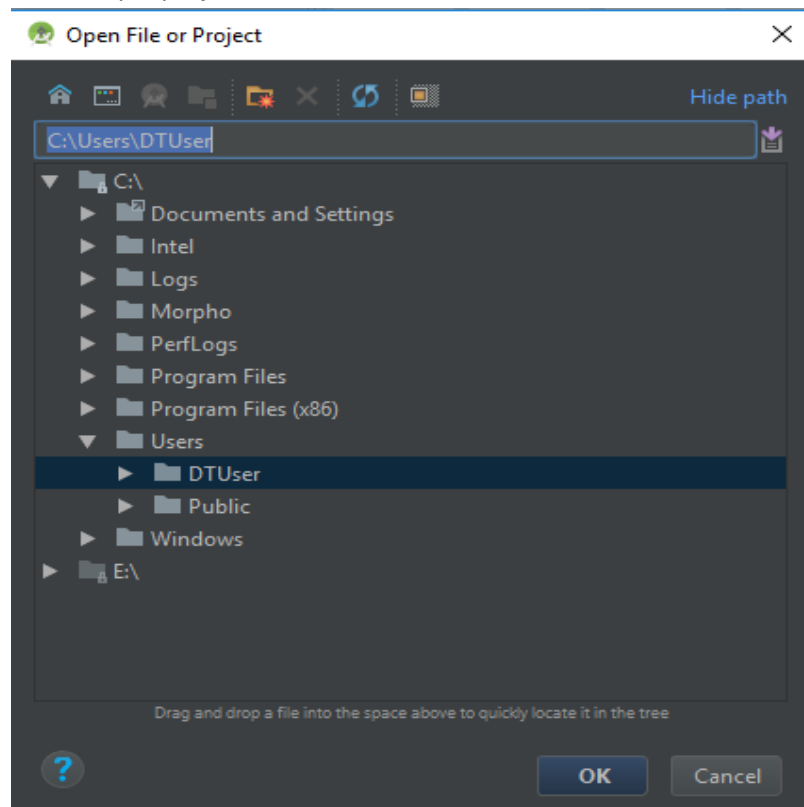 Open File or Project
Hide path
C:\Users\DTUser
C:\
Documents and Settings
Intel
Logs
Morpho
PerfLogs
Program Files
Program Files (x86)
Users
DTUser
Public
Windows
E:\
Drag and drop a file into the space above to quickly locate it in the tree
?
OK Cancel